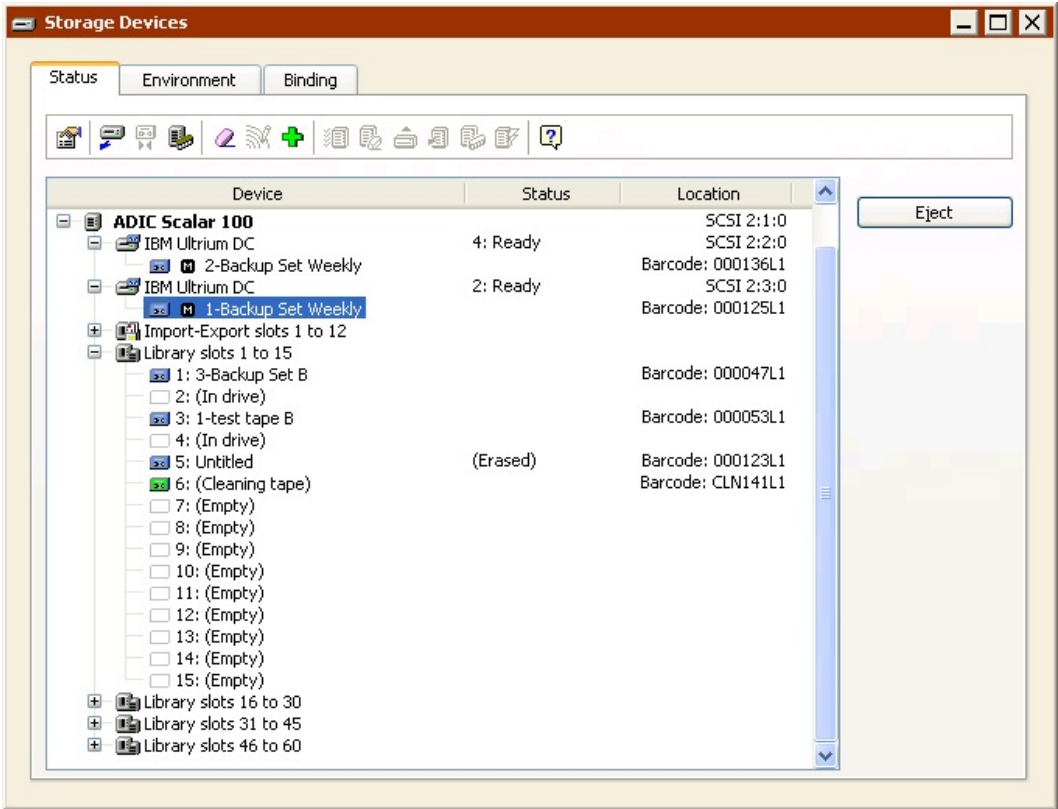 Storage Devices
Status Environment Binding
Device Status Location
ADIC Scalar 100 SCSI 2:1:0
IBM Ultrium DC 4: Ready SCSI 2:2:0
M 2-Backup Set Weekly Barcode: 000136L1
IBM Ultrium DC 2: Ready SCSI 2:3:0
M 1-Backup Set Weekly Barcode: 000125L1
Import-Export slots 1 to 12
Library slots 1 to 15
1: 3-Backup Set B Barcode: 000047L1
2: (In drive)
3: 1-test tape B Barcode: 000053L1
4: (In drive)
5: Untitled (Erased) Barcode: 000123L1
6: (Cleaning tape) Barcode: CLN141L1
7: (Empty)
8: (Empty)
9: (Empty)
10: (Empty)
11: (Empty)
12: (Empty)
13: (Empty)
14: (Empty)
15: (Empty)
Library slots 16 to 30
Library slots 31 to 45
Library slots 46 to 60
Eject